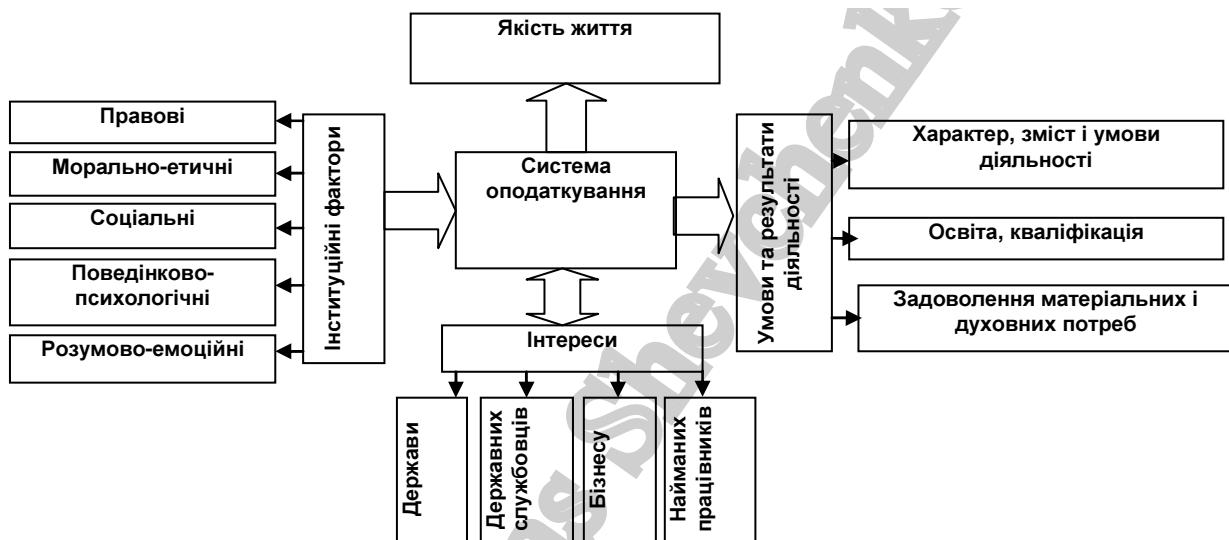 Якість життя
Правові
Морально-етичні
Соціальні
Поведінково-
психологічні
Розумово-емоційні
Інституційні фактори
Система
оподаткування
Умови та результати
діяльності
Характер, зміст і умови
діяльності
Освіта, кваліфікація
Задоволення матеріальних і
духовних потреб
Інтереси
Держави
Державних
службовців
Бізнесу
Найманих
працівників
Shevchenk